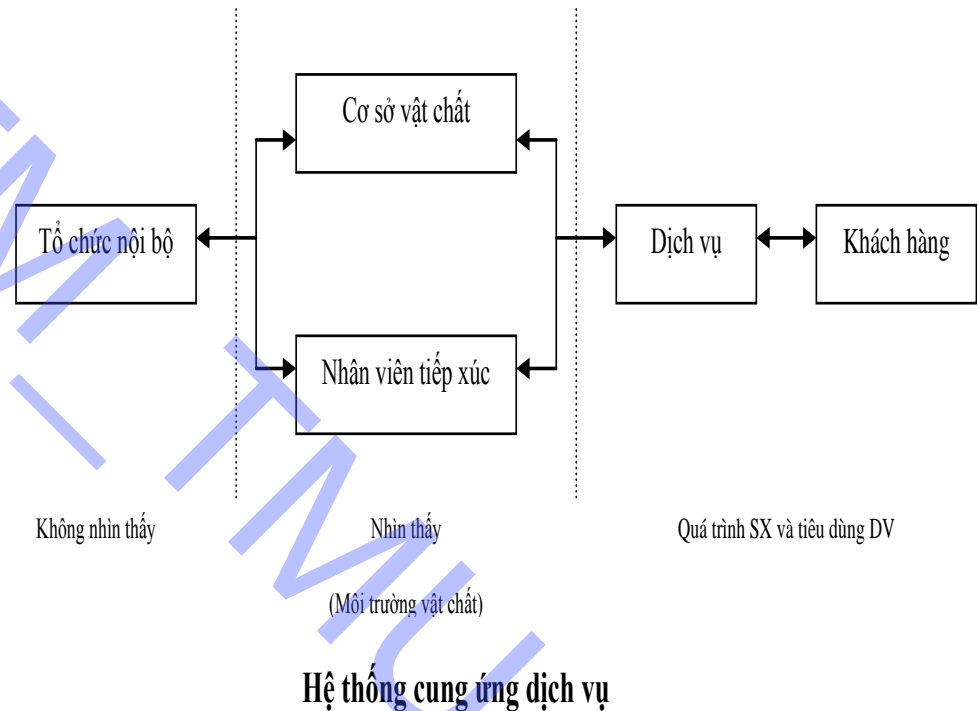 Cơ sở vật chất
Tổ chức nội bộ
Dịch vụ
Khách hàng
Nhân viên tiếp xúc
Không nhìn thấy
Nhìn thấy
Quá trình SX và tiêu dùng DV
(Môi trường vật chất)
Hệ thống cung ứng dịch vụ
TM_TMU